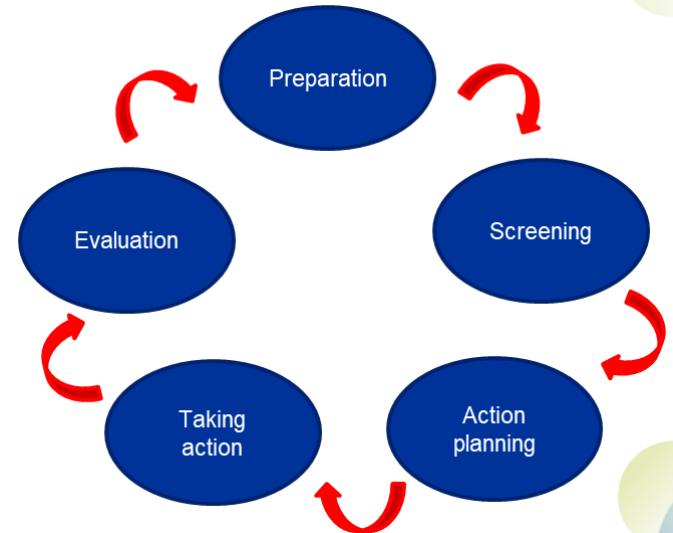 Preparation
Screening
Action
planning
Taking
action
Evaluation